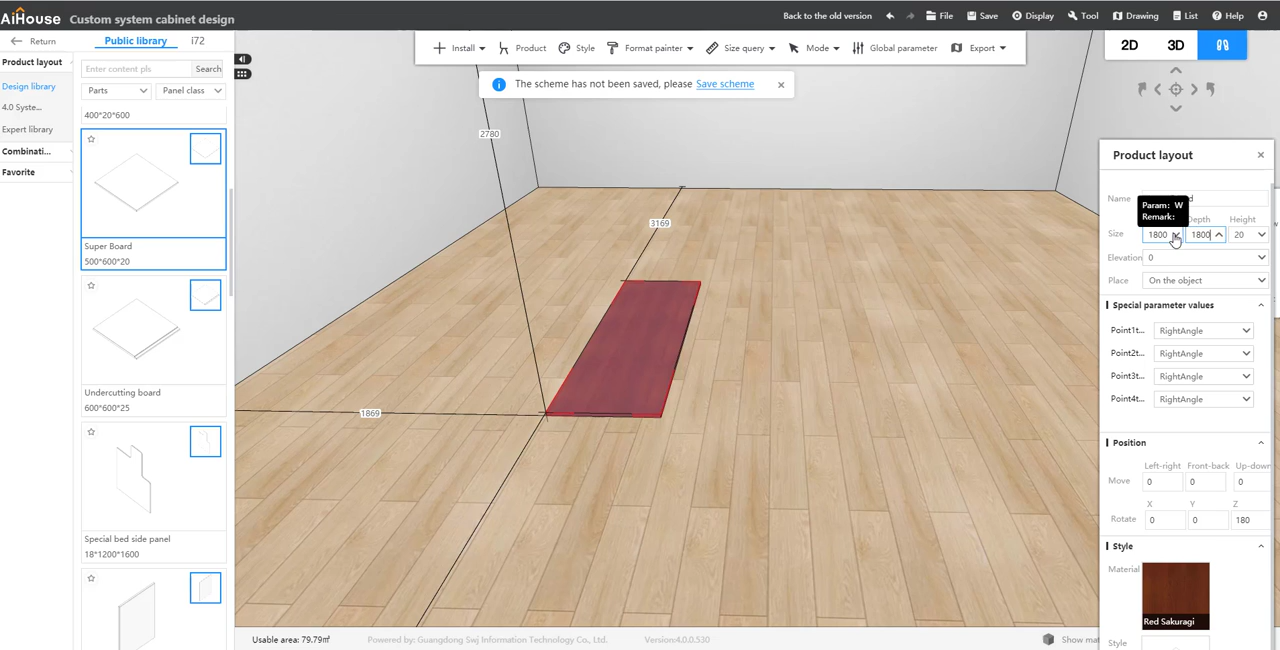 AiHouse Custom system cabinet design
Back to the old version File Save Display Tool Drawing List Help
Return Public library i72
Install Product Style Format painter Size query Mode Global parameter Export
2D 3D
Product layout
Design library
4.0 Syste...
Expert library
Combinati...
Favorite
Enter content pls Search
Parts Panel class
400*20*600
Super Board
500*600*20
Undercutting board
600*600*25
Special bed side panel
18*1200*1600
The scheme has not been saved, please Save scheme
2780
3169
1869
Product layout
Name
Param: W
Remark:
Depth Height
Size 1800 1800 20
Elevation 0
Place On the object
Special parameter values
Point1t... RightAngle
Point2t... RightAngle
Point3t... RightAngle
Point4t... RightAngle
Position
Left-right Front-back Up-down
Move 0 0 0
X Y Z
Rotate 0 0 180
Style
Material
Red Sakuragi
Style
Usable area: 79.79㎡ Powered by: Guangdong Swj Information Technology Co., Ltd. Version:4.0.0.530 Show mat